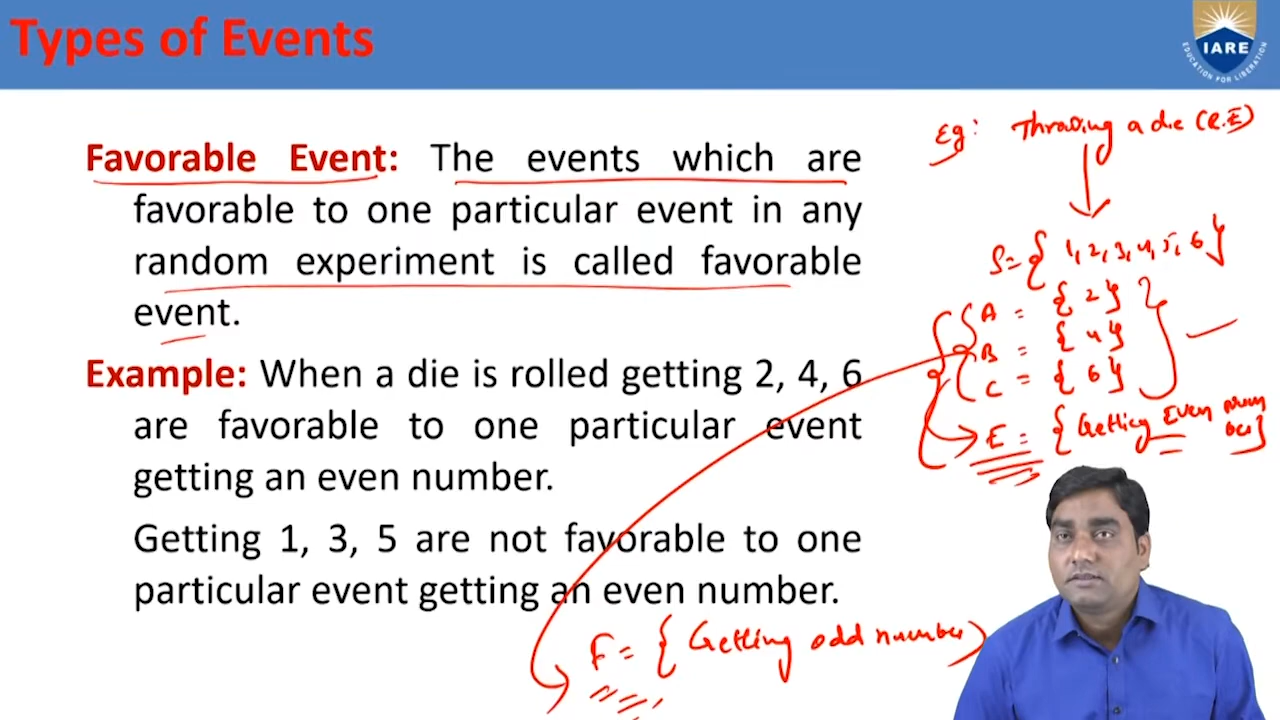 Types of Events
IARE
EDUCATION FOR LIBERATION
Favorable Event: The events which are
favorable to one particular event in any
random experiment is called favorable
event.
Example: When a die is rolled getting 2, 4, 6
are favorable to one particular event
getting an even number.
Getting 1, 3, 5 are not favorable to one
particular event getting an even number.
Eg: Throwing a die (R.E)
S = { 1, 2, 3, 4, 5, 6 }
A = { 2 }
B = { 4 }
C = { 6 }
E = { Getting Even num
ber }
F = { Getting odd number }